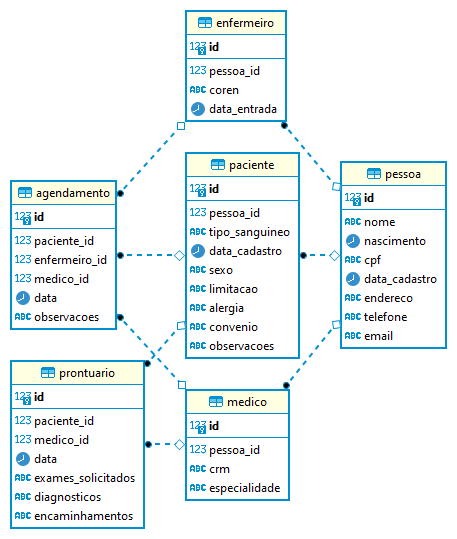 enfermeiro
123 id
123 pessoa_id
ABC coren
data_entrada
paciente
123 id
123 pessoa_id
ABC tipo_sanguineo
data_cadastro
ABC sexo
ABC limitacao
ABC alergia
ABC convenio
ABC observacoes
pessoa
123 id
ABC nome
nascimento
ABC cpf
data_cadastro
ABC endereco
ABC telefone
ABC email
agendamento
123 id
123 paciente_id
123 enfermeiro_id
123 medico_id
data
ABC observacoes
prontuario
123 id
123 paciente_id
123 medico_id
data
ABC exames_solicitados
ABC diagnosticos
ABC encaminhamentos
medico
123 id
123 pessoa_id
ABC crm
ABC especialidade